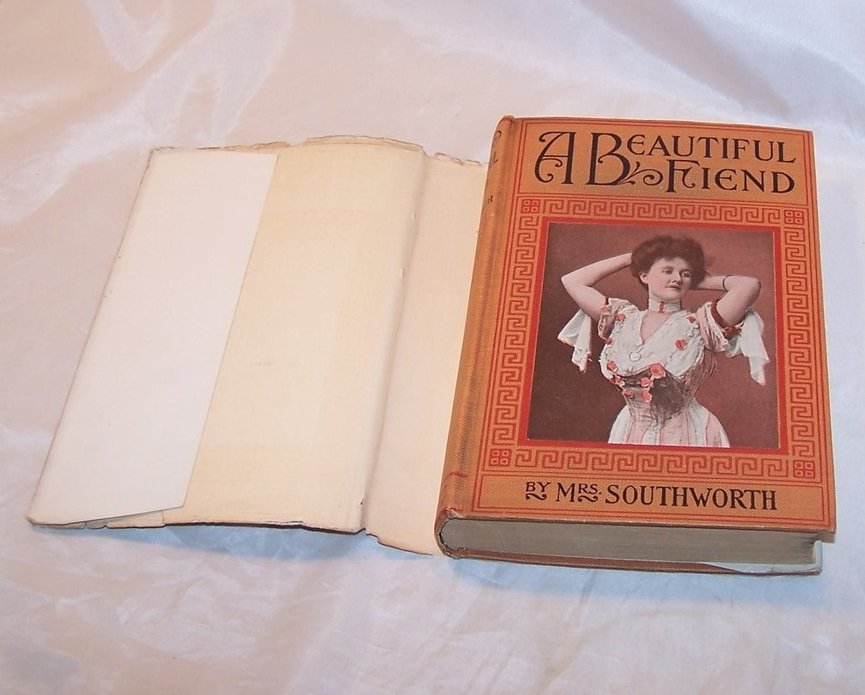 A BEAUTIFUL
FIEND
BY MRS. SOUTHWORTH